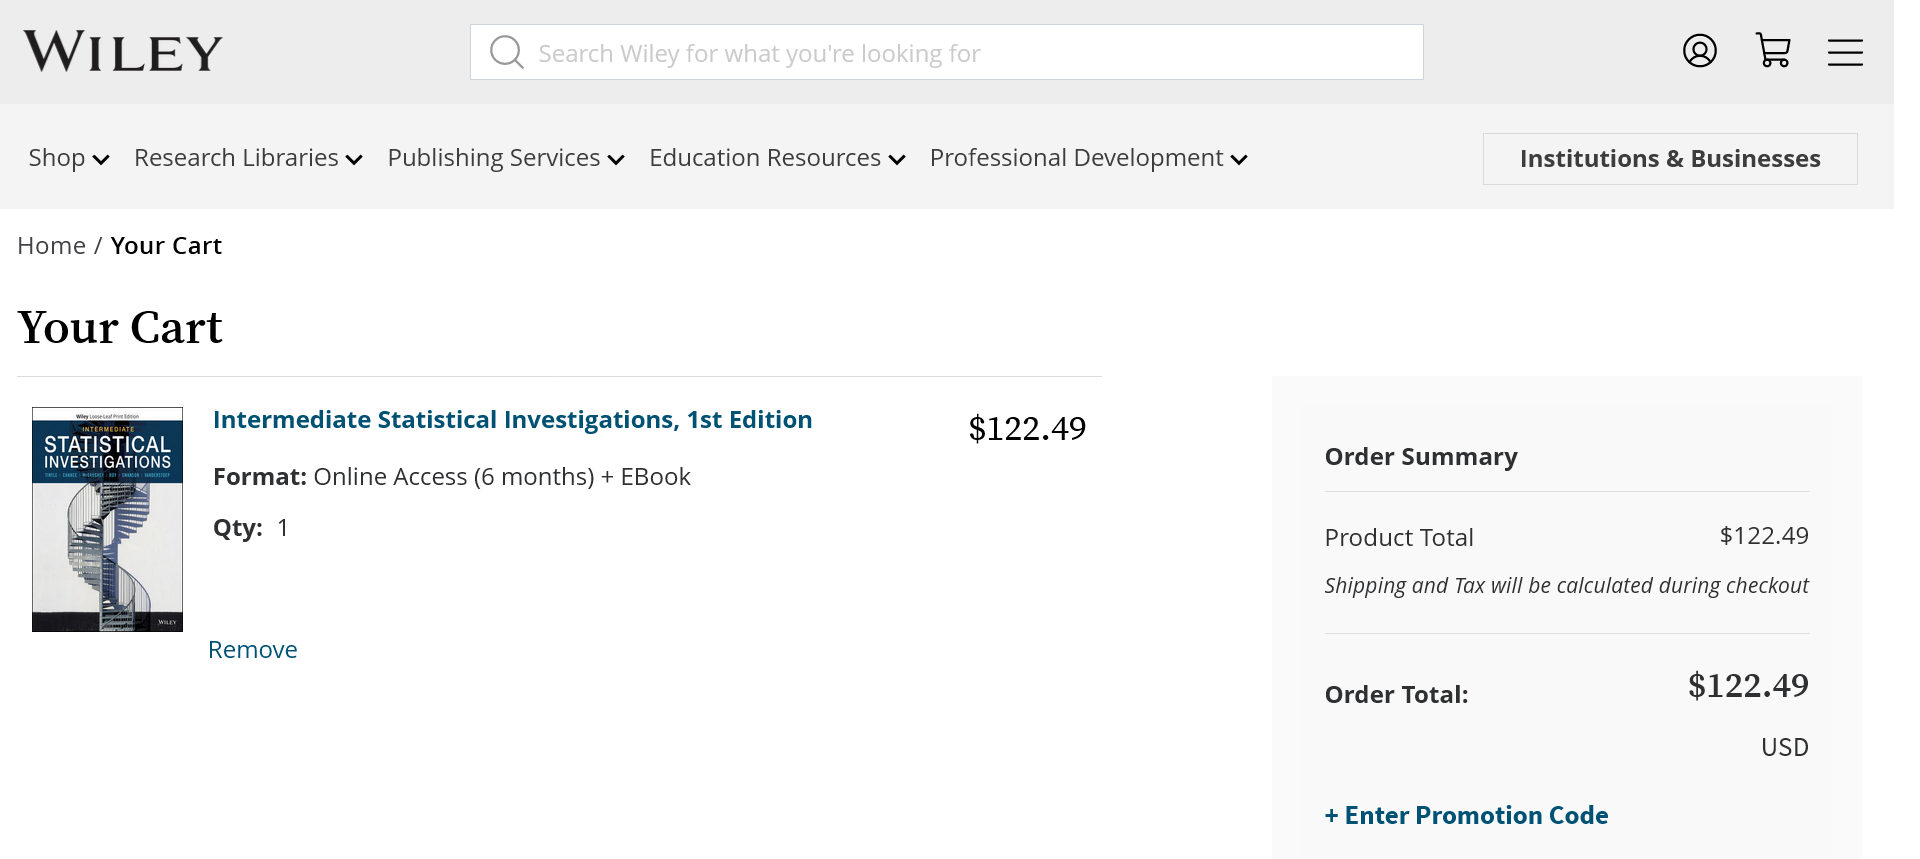 WILEY
Search Wiley for what you're looking for
Shop Research Libraries Publishing Services Education Resources Professional Development
Institutions & Businesses
Home / Your Cart
Your Cart
Wiley Loose-Leaf Print Edition
INTERMEDIATE
STATISTICAL
INVESTIGATIONS
WILEY
Intermediate Statistical Investigations, 1st Edition
$122.49
Format: Online Access (6 months) + EBook
Qty: 1
Remove
Order Summary
Product Total $122.49
Shipping and Tax will be calculated during checkout
Order Total: $122.49
USD
+ Enter Promotion Code